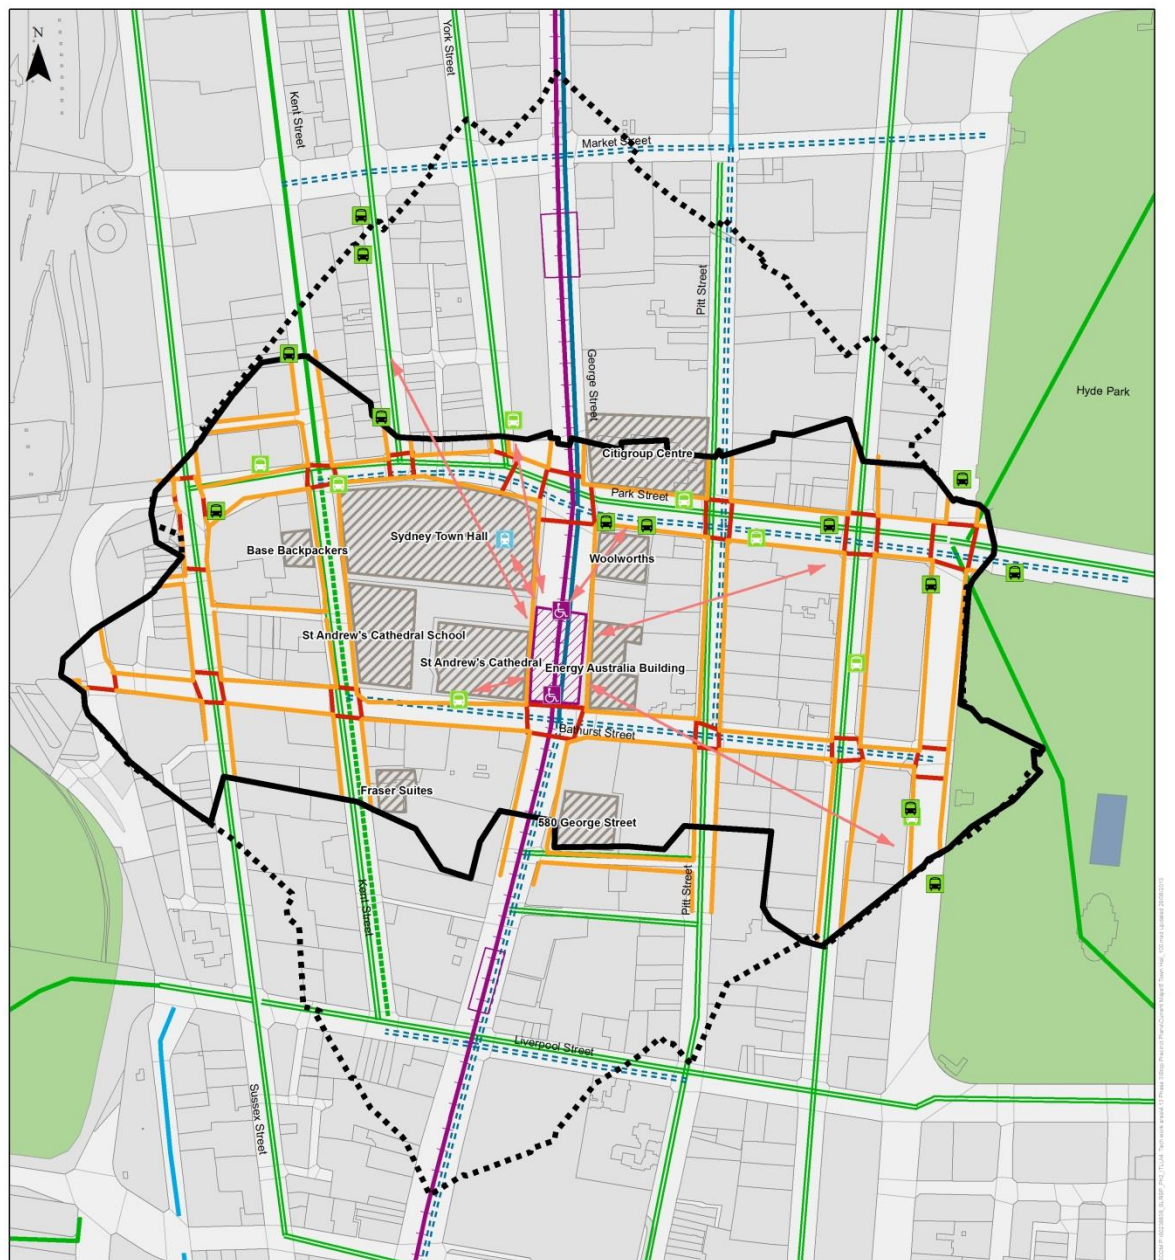 N
York Street
Kent Street
Market Street
Pitt Street
George Street
Hyde Park
Citigroup Centre
Park Street
Sydney Town Hall
Base Backpackers
Woolworths
St Andrew's Cathedral School
St Andrew's Cathedral
Energy Australia Building
Bathurst Street
Fraser Suites
580 George Street
Kent Street
Pitt Street
Liverpool Street
Sussex Street